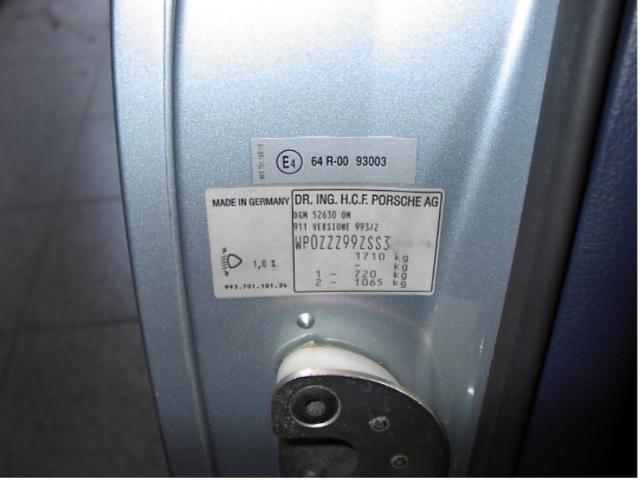 E4 64 R-00 93003
MADE IN GERMANY
DR. ING. H.C.F. PORSCHE AG
DGM 52630 OM
911 VERSIONE 993/2
WP0ZZZ99ZSS3
1710 kg
- kg
1 - 720 kg
2 - 1065 kg
1,0 %
993.701.101.34